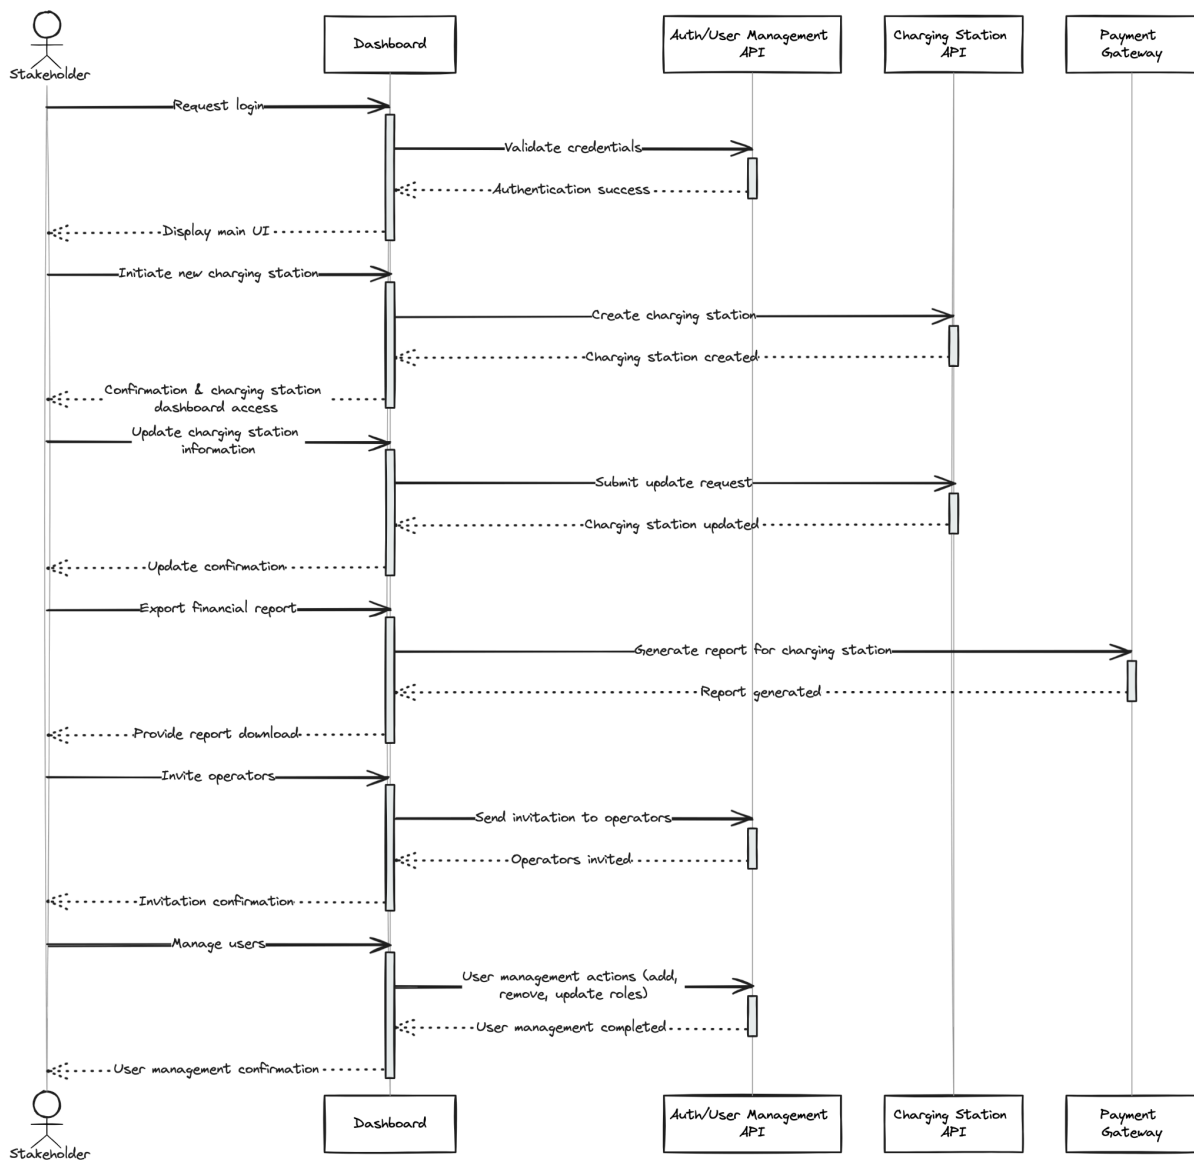 Stakeholder
Dashboard
Auth/User Management
API
Charging Station
API
Payment
Gateway
Request login
Validate credentials
Authentication success
Display main UI
Initiate new charging station
Create charging station
Charging station created
Confirmation & charging station
dashboard access
Update charging station
information
Submit update request
Charging station updated
Update confirmation
Export financial report
Generate report for charging station
Report generated
Provide report download
Invite operators
Send invitation to operators
Operators invited
Invitation confirmation
Manage users
User management actions (add,
remove, update roles)
User management completed
User management confirmation
Stakeholder
Dashboard
Auth/User Management
API
Charging Station
API
Payment
Gateway